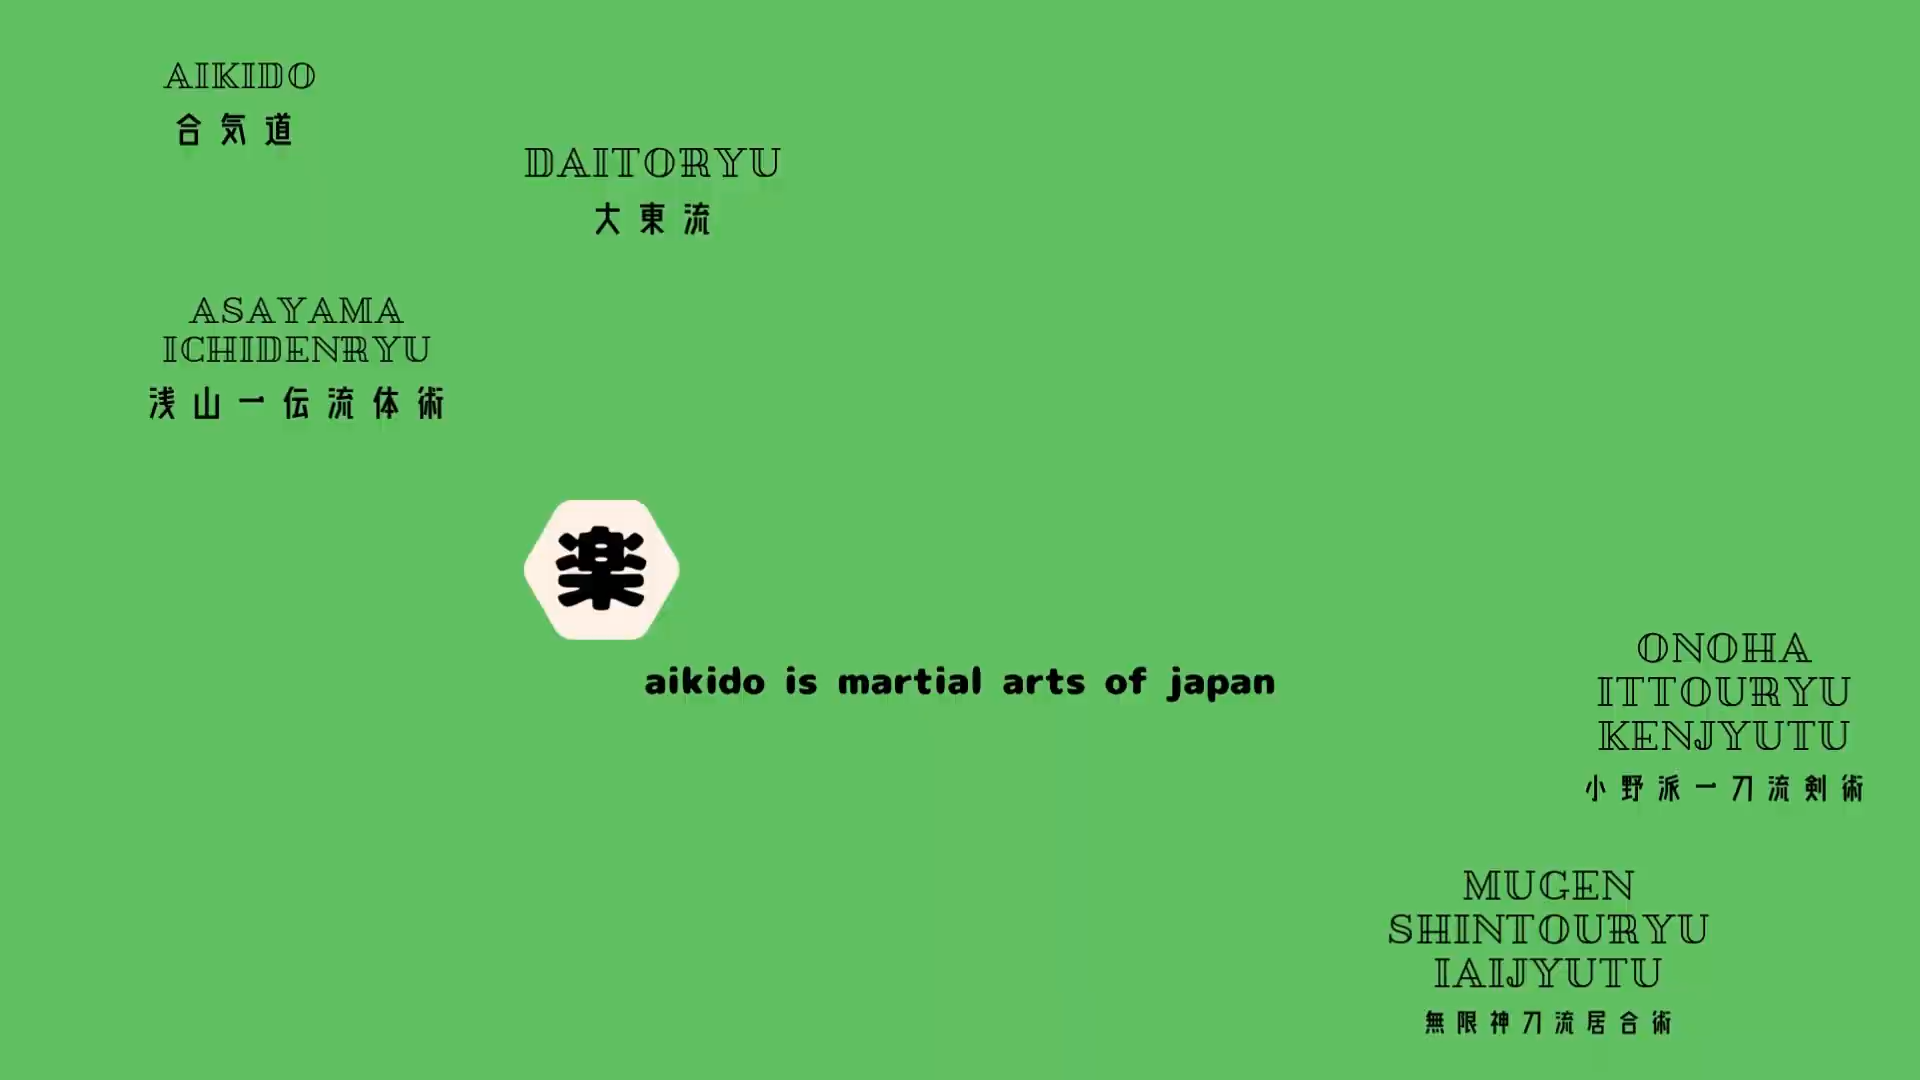 AIKIDO
合気道
DAITORYU
大東流
ASAYAMA
ICHIDENRYU
浅山一伝流体術
楽
aikido is martial arts of japan
ONOHA
ITTOURYU
KENJYUTU
小野派一刀流剣術
MUGEN
SHINTOURYU
IAIJYUTU
無限神刀流居合術